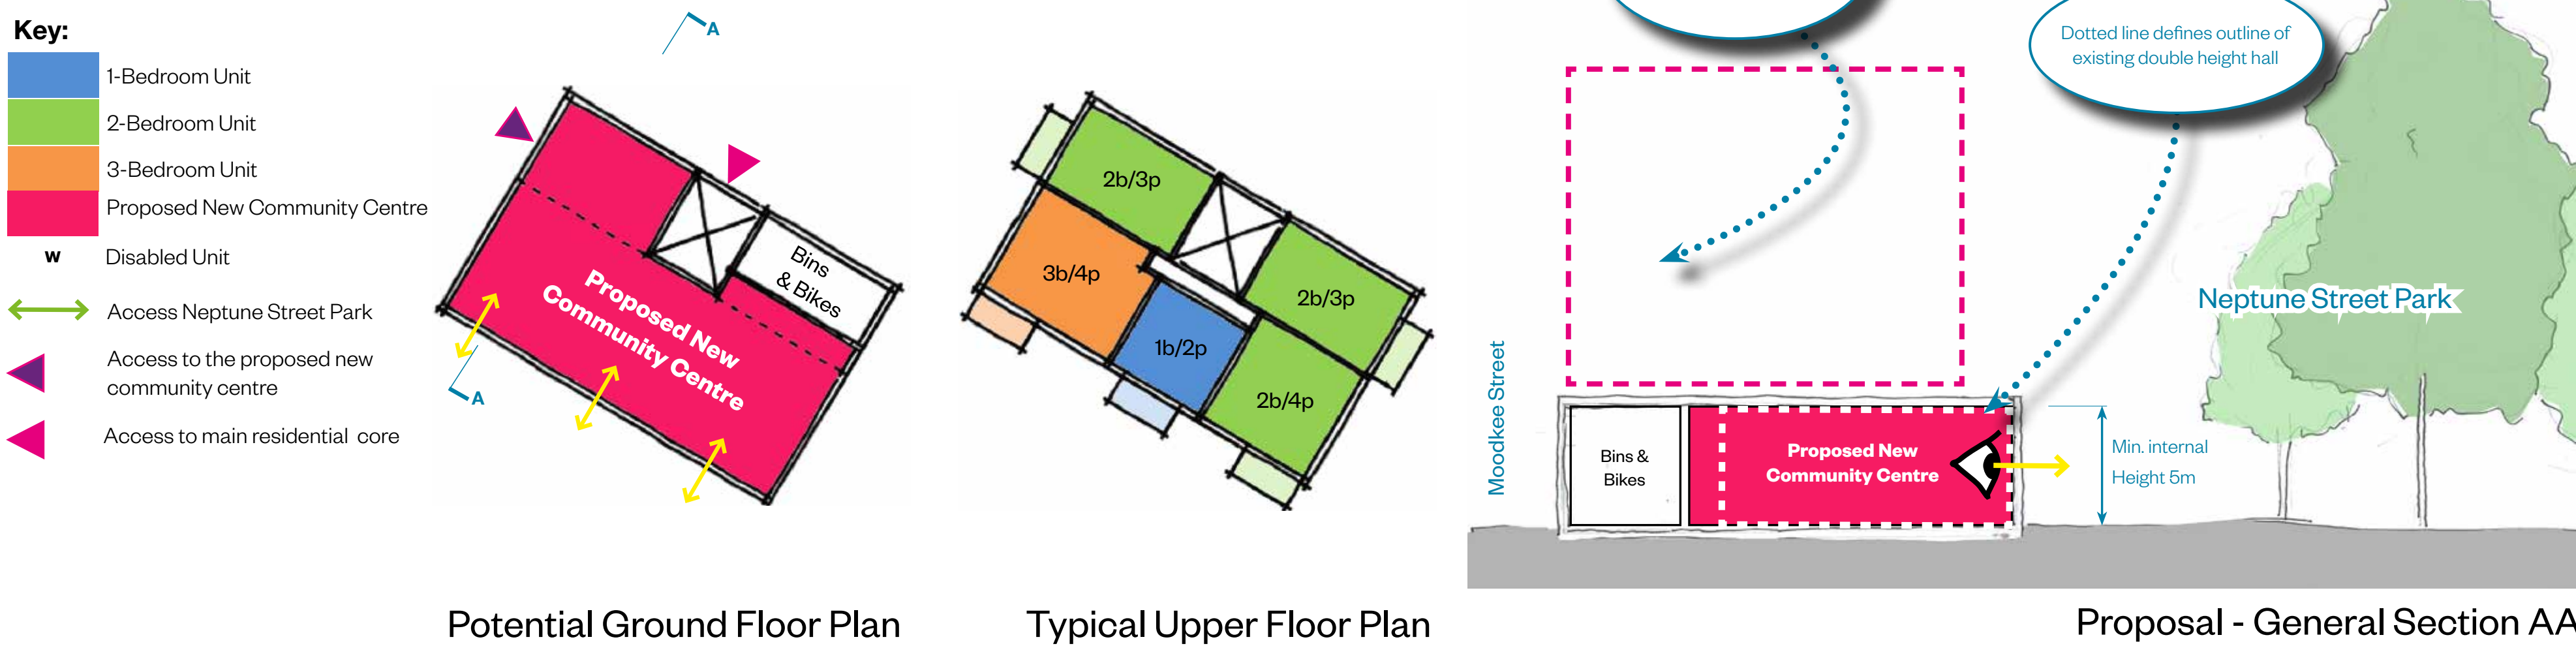 Key:
1-Bedroom Unit
2-Bedroom Unit
3-Bedroom Unit
Proposed New Community Centre
w Disabled Unit
Access Neptune Street Park
Access to the proposed new
community centre
Access to main residential core
A
A
Bins
& Bikes
Proposed New
Community Centre
Potential Ground Floor Plan
2b/3p
3b/4p
2b/3p
1b/2p
2b/4p
Typical Upper Floor Plan
Dotted line defines outline of
existing double height hall
Neptune Street Park
Moodkee Street
Bins &
Bikes
Proposed New
Community Centre
Min. internal
Height 5m
Proposal - General Section AA